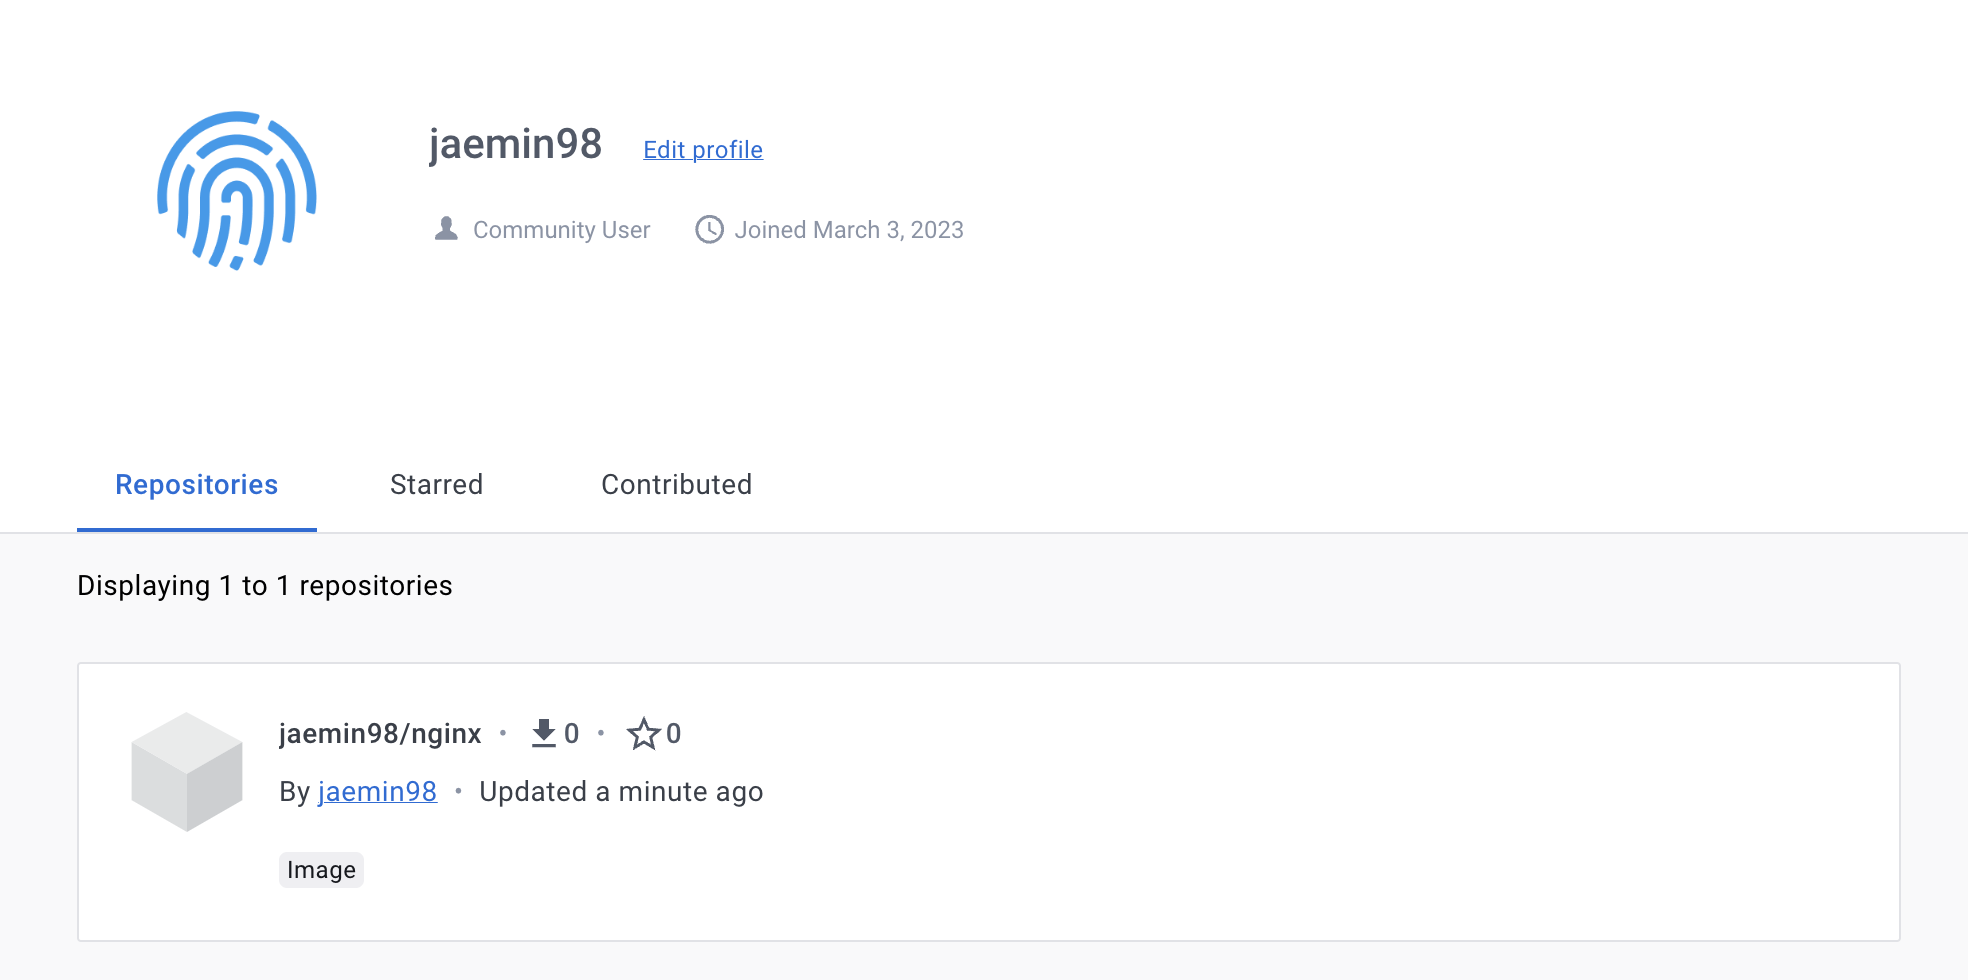 jaemin98 Edit profile
Community User Joined March 3, 2023
Repositories Starred Contributed
Displaying 1 to 1 repositories
jaemin98/nginx • 0 • 0
By jaemin98 • Updated a minute ago
Image